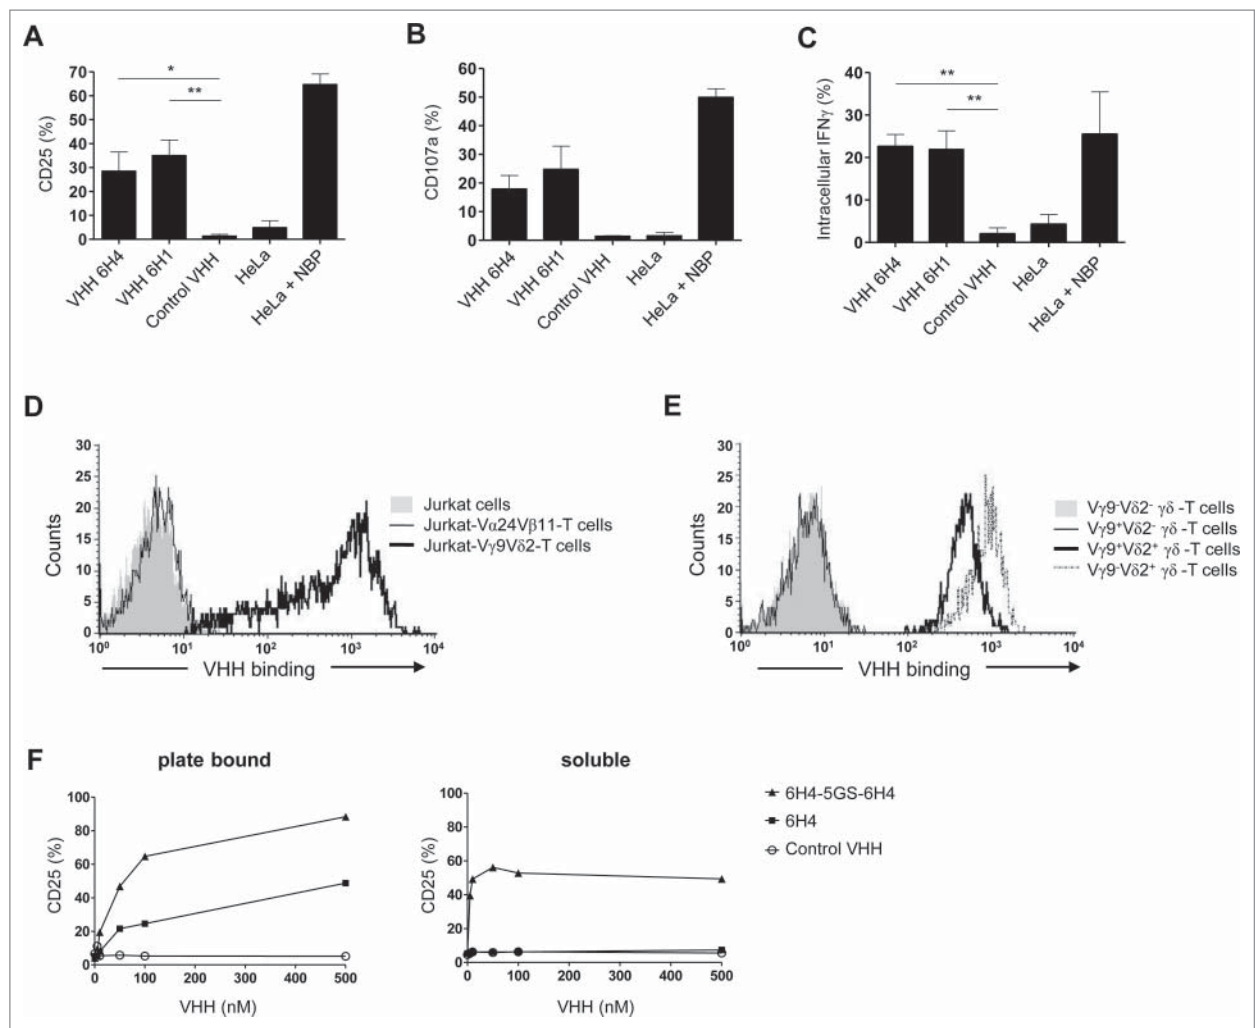 A
B
C
*
**
CD25 (%)
70
60
50
40
30
20
10
0
VHH 6H4
VHH 6H1
Control VHH
HeLa
HeLa + NBP
CD107a (%)
60
50
40
30
20
10
0
VHH 6H4
VHH 6H1
Control VHH
HeLa
HeLa + NBP
**
**
Intracellular IFNγ (%)
40
30
20
10
0
VHH 6H4
VHH 6H1
Control VHH
HeLa
HeLa + NBP
D
Counts
30
25
20
15
10
5
0
10⁰ 10¹ 10² 10³ 10⁴
VHH binding
Jurkat cells
Jurkat-Vα24Vβ11-T cells
Jurkat-Vγ9Vδ2-T cells
E
Counts
30
25
20
15
10
5
0
10⁰ 10¹ 10² 10³ 10⁴
VHH binding
Vγ9⁻Vδ2⁻ γδ -T cells
Vγ9⁺Vδ2⁻ γδ -T cells
Vγ9⁺Vδ2⁺ γδ -T cells
Vγ9⁻Vδ2⁺ γδ -T cells
F
plate bound
CD25 (%)
100
80
60
40
20
0
0 100 200 300 400 500
VHH (nM)
soluble
CD25 (%)
100
80
60
40
20
0
0 100 200 300 400 500
VHH (nM)
6H4-5GS-6H4
6H4
Control VHH